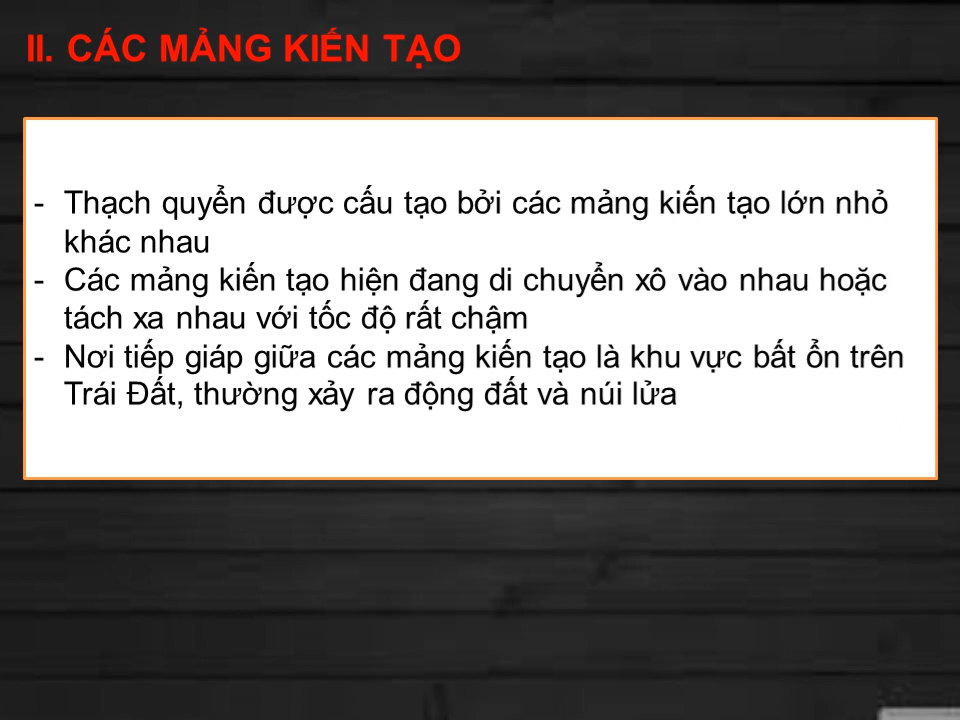 II. CÁC MẢNG KIẾN TẠO
- Thạch quyển được cấu tạo bởi các mảng kiến tạo lớn nhỏ
khác nhau
- Các mảng kiến tạo hiện đang di chuyển xô vào nhau hoặc
tách xa nhau với tốc độ rất chậm
- Nơi tiếp giáp giữa các mảng kiến tạo là khu vực bất ổn trên
Trái Đất, thường xảy ra động đất và núi lửa